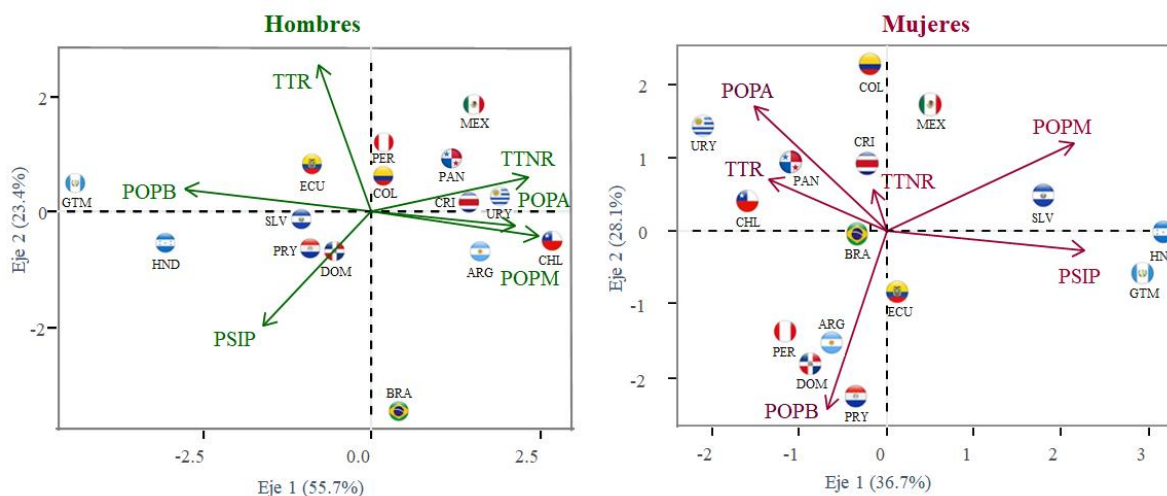 Hombres
TTR
2
MEX
PER
TTNR
ECU
PAN
POPB
COL
POPA
GTM
CRI
URY
0
SLV
HND
PRY
DOM
ARG
CHL
POPM
PSIP
-2
BRA
-2.5
0.0
2.5
Eje 1 (55.7%)
Eje 2 (23.4%)
Mujeres
2
COL
POPA
MEX
URY
POPM
1
CRI
TTR
PAN
TTNR
CHL
SLV
0
BRA
HN
PSIP
GTM
-1
ECU
ARG
PER
DOM
-2
POPB
PRY
-2
-1
0
1
2
3
Eje 1 (36.7%)
Eje 2 (28.1%)